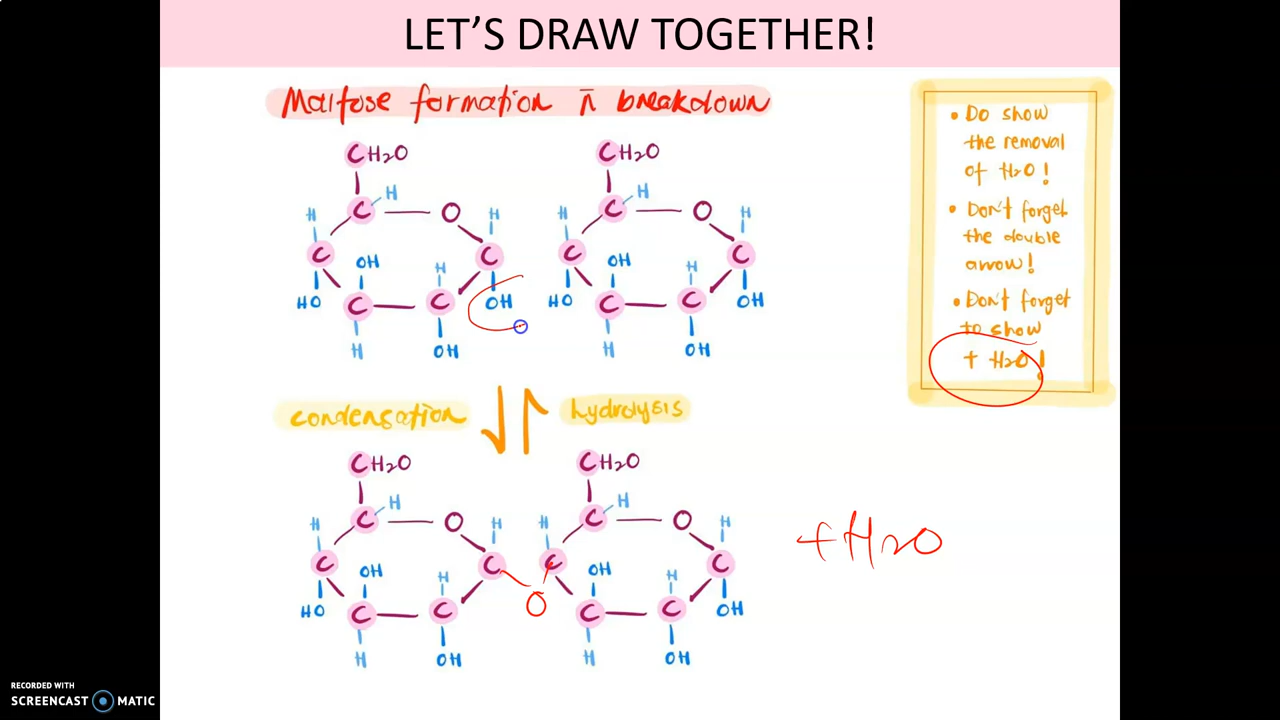 LET'S DRAW TOGETHER!
Maltose formation n̄ breakdown
CH₂O CH₂O
H H
C O C O
H H H H
C C C C
OH OH
H H
HO C C OH HO C C OH
H OH H OH
condensation hydrolysis
CH₂O CH₂O
H H
C O C O
H H H H
C C C C
OH O OH
H H
HO C C HO C C OH
H OH H OH
+ H₂O
• Do show
the removal
of H₂O!
• Don't forget
the double
arrow!
• Don't forget
to show
+ H₂O!
RECORDED WITH
SCREENCAST MATIC